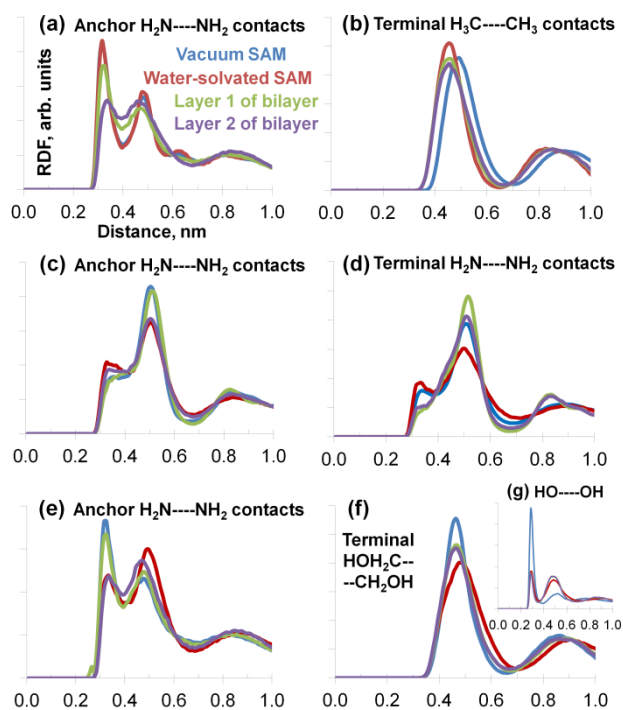 (a) Anchor H₂N----NH₂ contacts
Vacuum SAM
Water-solvated SAM
Layer 1 of bilayer
Layer 2 of bilayer
RDF, arb. units
0.0 0.2 0.4 0.6 0.8 1.0
Distance, nm
(b) Terminal H₃C----CH₃ contacts
0.0 0.2 0.4 0.6 0.8 1.0
(c) Anchor H₂N----NH₂ contacts
0.0 0.2 0.4 0.6 0.8 1.0
(d) Terminal H₂N----NH₂ contacts
0.0 0.2 0.4 0.6 0.8 1.0
(e) Anchor H₂N----NH₂ contacts
0.0 0.2 0.4 0.6 0.8 1.0
(f)
Terminal
HOH₂C--
--CH₂OH
0.0 0.2 0.4 0.6 0.8 1.0
(g) HO----OH
0.0 0.2 0.4 0.6 0.8 1.0